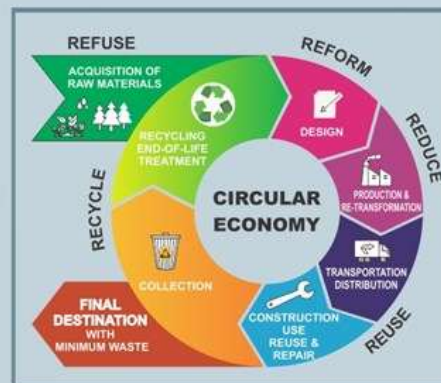 REFUSE
ACQUISITION OF
RAW MATERIALS
REFORM
DESIGN
REDUCE
PRODUCTION &
RE-TRANSFORMATION
TRANSPORTATION
DISTRIBUTION
REUSE
CONSTRUCTION
USE
REUSE &
REPAIR
COLLECTION
RECYCLE
RECYCLING
END-OF-LIFE
TREATMENT
CIRCULAR
ECONOMY
FINAL
DESTINATION
WITH
MINIMUM WASTE